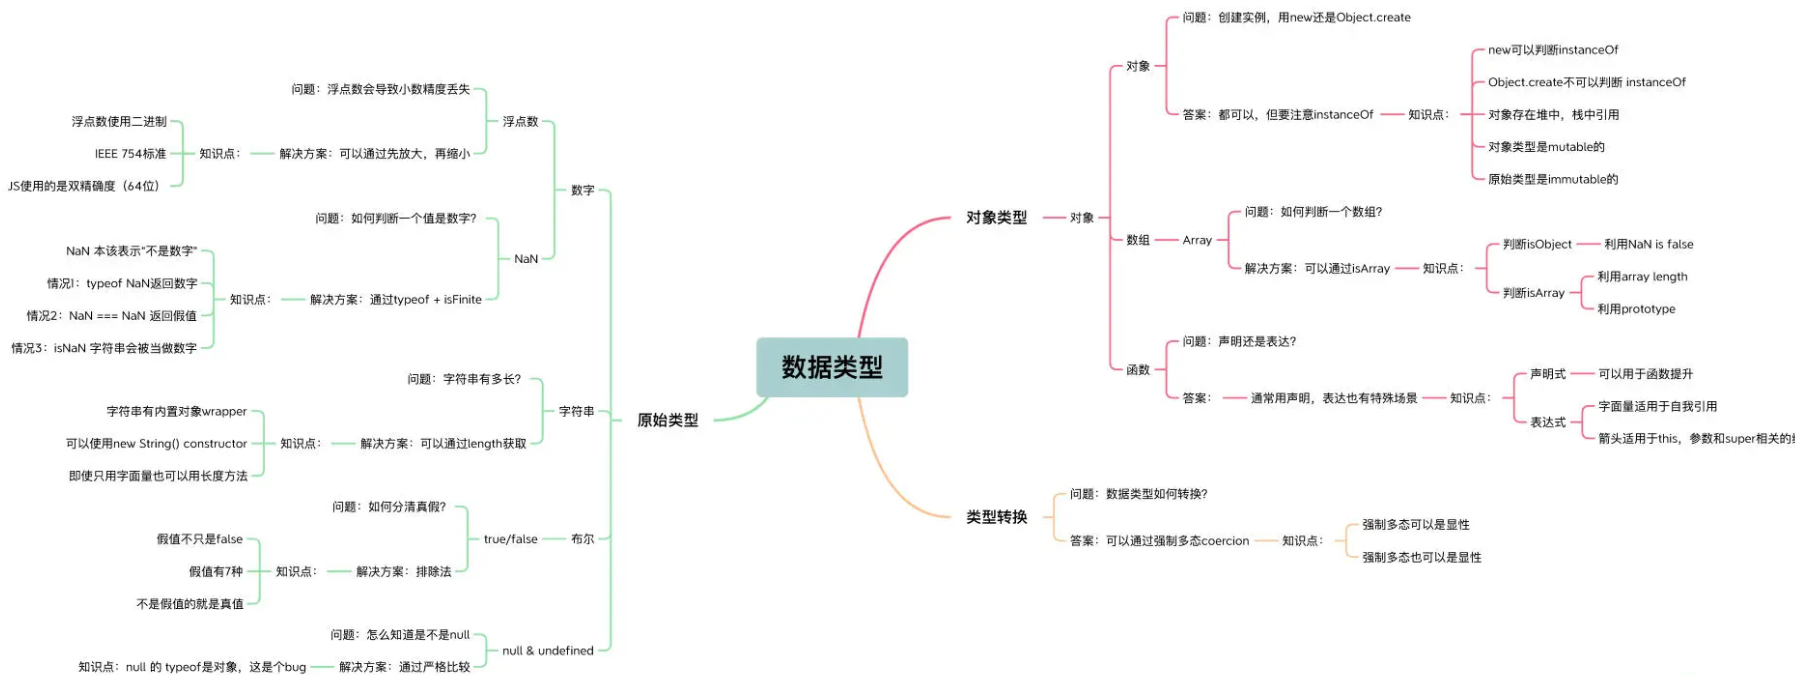 数据类型
原始类型
数字
浮点数
问题：浮点数会导致小数精度丢失
解决方案：可以通过先放大，再缩小
知识点：
浮点数使用二进制
IEEE 754标准
JS使用的是双精确度（64位）
NaN
问题：如何判断一个值是数字？
解决方案：通过typeof + isFinite
知识点：
NaN 本该表示"不是数字"
情况1：typeof NaN返回数字
情况2：NaN === NaN 返回假值
情况3：isNaN 字符串会被当做数字
字符串
问题：字符串有多长？
解决方案：可以通过length获取
知识点：
字符串有内置对象wrapper
可以使用new String() constructor
即使只用字面量也可以用长度方法
布尔
true/false
问题：如何分清真假？
解决方案：排除法
知识点：
假值不只是false
假值有7种
不是假值的就是真值
null & undefined
问题：怎么知道是不是null
解决方案：通过严格比较
知识点：null 的 typeof是对象，这是个bug
对象类型
对象
对象
问题：创建实例，用new还是Object.create
答案：都可以，但要注意instanceOf
知识点：
new可以判断instanceOf
Object.create不可以判断 instanceOf
对象存在堆中，栈中引用
对象类型是mutable的
原始类型是immutable的
数组
Array
问题：如何判断一个数组？
解决方案：可以通过isArray
知识点：
判断isObject
利用NaN is false
判断isArray
利用array length
利用prototype
函数
问题：声明还是表达？
答案：
通常用声明，表达也有特殊场景
知识点：
声明式
可以用于函数提升
表达式
字面量适用于自我引用
箭头适用于this，参数和super相关的
类型转换
问题：数据类型如何转换？
答案：可以通过强制多态coercion
知识点：
强制多态可以是显性
强制多态也可以是显性